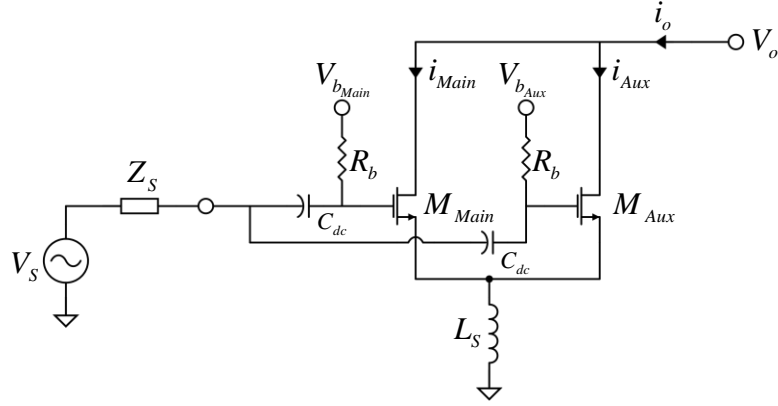 i_o
V_o
i_Main
i_Aux
V_b_Main
V_b_Aux
R_b
R_b
Z_S
M_Main
M_Aux
C_dc
C_dc
V_S
L_S